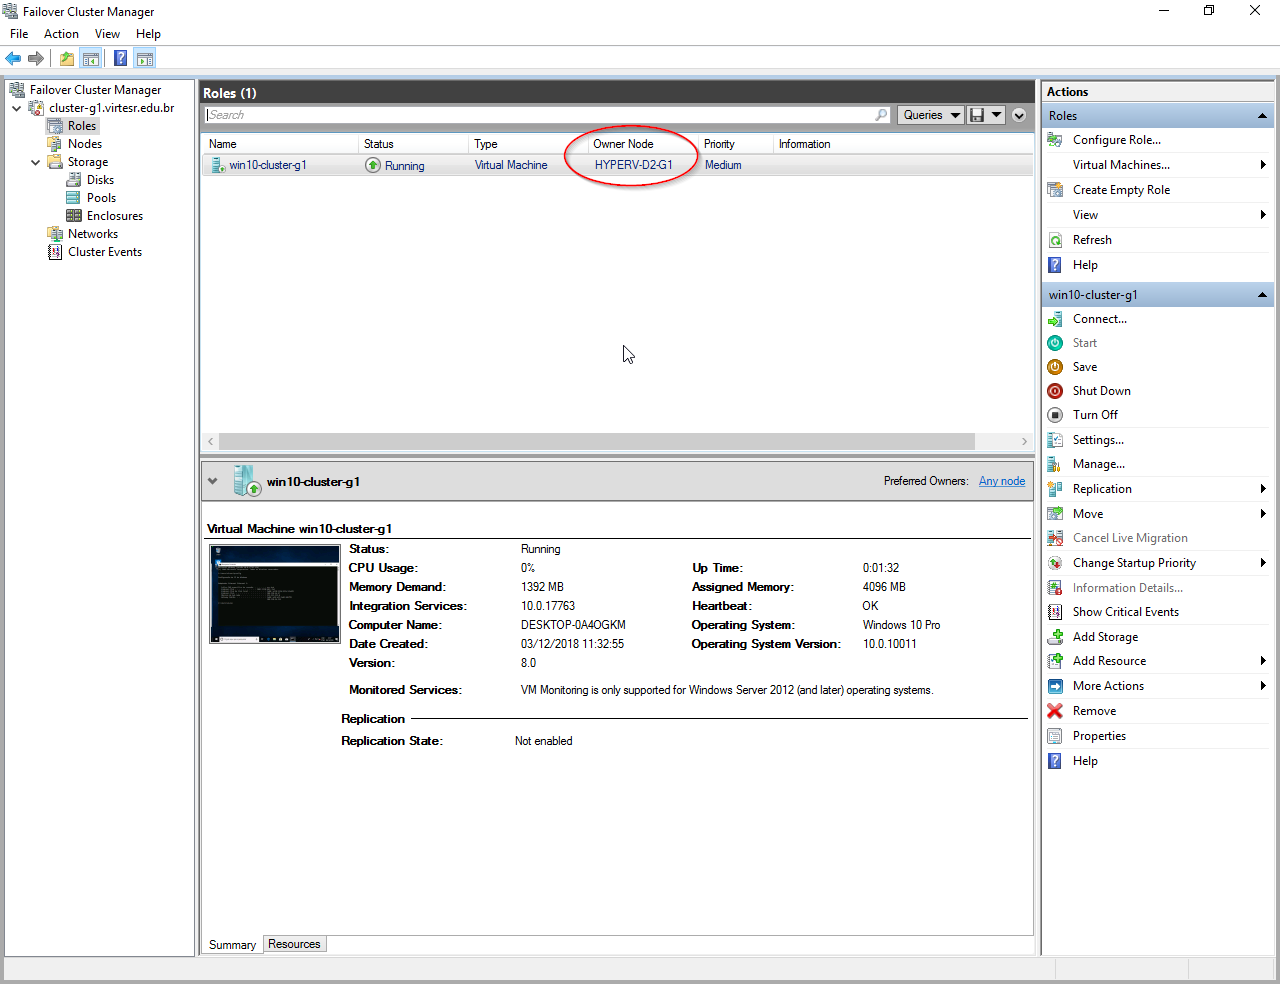 Failover Cluster Manager
File Action View Help
Failover Cluster Manager
cluster-g1.virtesr.edu.br
Roles
Nodes
Storage
Disks
Pools
Enclosures
Networks
Cluster Events
Roles (1)
Search
Queries
Name Status Type Owner Node Priority Information
win10-cluster-g1 Running Virtual Machine HYPERV-D2-G1 Medium
win10-cluster-g1 Preferred Owners: Any node
Virtual Machine win10-cluster-g1
Status: Running
CPU Usage: 0% Up Time: 0:01:32
Memory Demand: 1392 MB Assigned Memory: 4096 MB
Integration Services: 10.0.17763 Heartbeat: OK
Computer Name: DESKTOP-0A4OGKM Operating System: Windows 10 Pro
Date Created: 03/12/2018 11:32:55 Operating System Version: 10.0.10011
Version: 8.0
Monitored Services: VM Monitoring is only supported for Windows Server 2012 (and later) operating systems.
Replication
Replication State: Not enabled
Summary Resources
Actions
Roles
Configure Role...
Virtual Machines...
Create Empty Role
View
Refresh
Help
win10-cluster-g1
Connect...
Start
Save
Shut Down
Turn Off
Settings...
Manage...
Replication
Move
Cancel Live Migration
Change Startup Priority
Information Details...
Show Critical Events
Add Storage
Add Resource
More Actions
Remove
Properties
Help